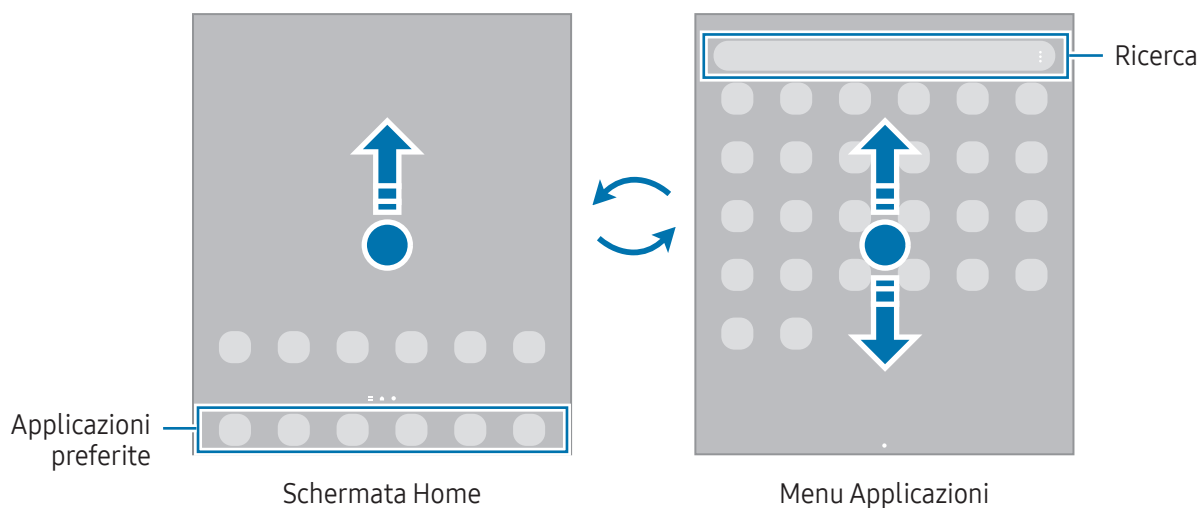 Ricerca
Applicazioni
preferite
Schermata Home
Menu Applicazioni